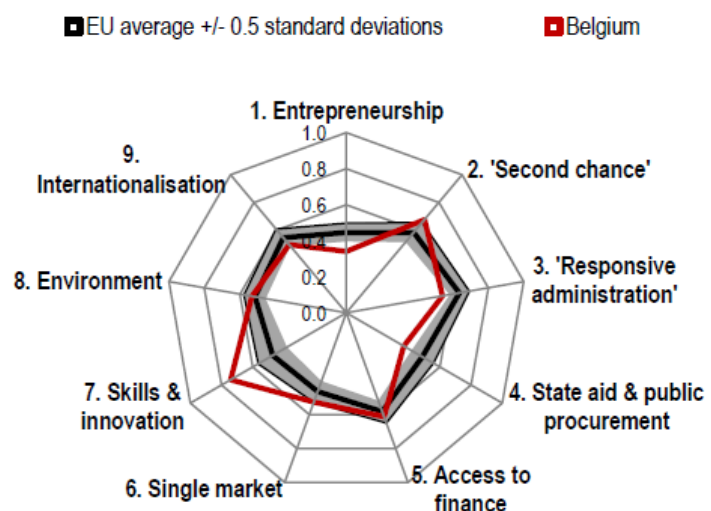 EU average +/- 0.5 standard deviations
Belgium
1. Entrepreneurship
1.0
0.8
0.6
0.4
0.2
0.0
2. 'Second chance'
3. 'Responsive
administration'
4. State aid & public
procurement
5. Access to
finance
6. Single market
7. Skills &
innovation
8. Environment
9.
Internationalisation